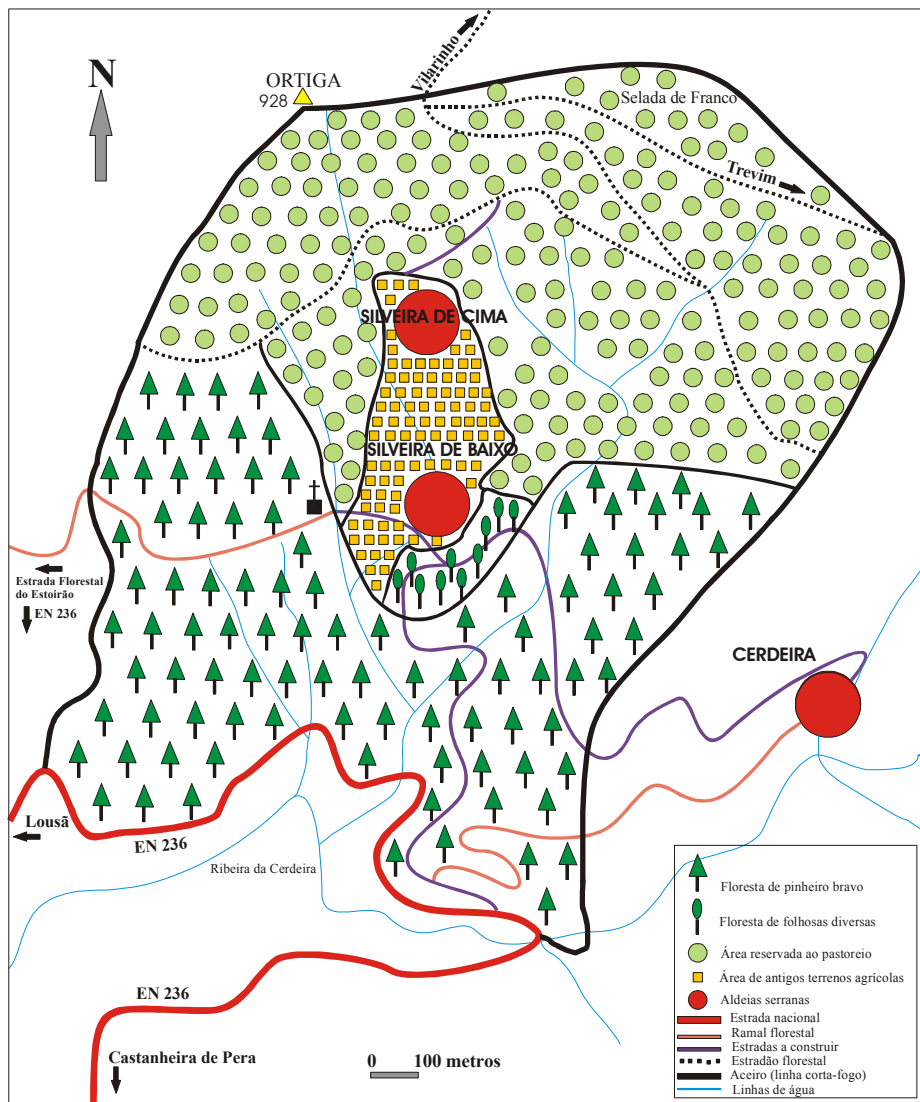 N
ORTIGA
928
Vilarinho
Selada de Franco
Trevim
SILVEIRA DE CIMA
SILVEIRA DE BAIXO
Estrada Florestal
do Estoirão
EN 236
CERDEIRA
Lousã
EN 236
Ribeira da Cerdeira
EN 236
Castanheira de Pera
0 100 metros
Floresta de pinheiro bravo
Floresta de folhosas diversas
Área reservada ao pastoreio
Área de antigos terrenos agrícolas
Aldeias serranas
Estrada nacional
Ramal florestal
Estradas a construir
Estradão florestal
Aceiro (linha corta-fogo)
Linhas de água